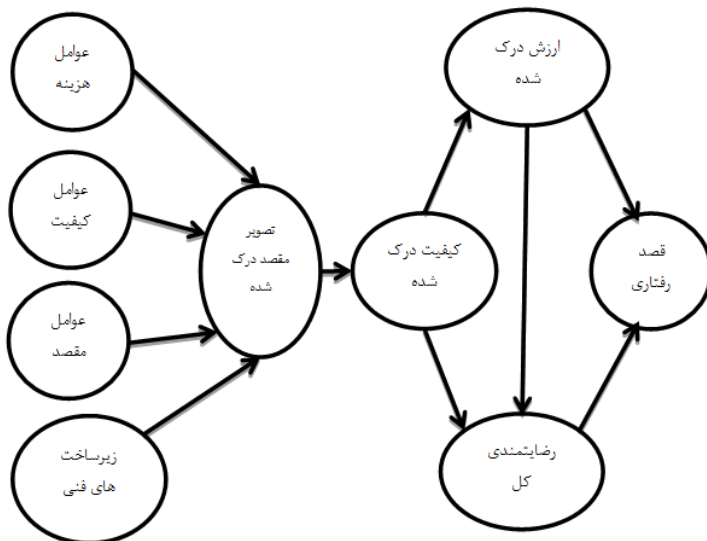 عوامل
هزینه
عوامل
کیفیت
عوامل
مقصد
زیرساخت
های فنی
تصویر
مقصد درک
شده
کیفیت درک
شده
ارزش درک
شده
رضایتمندی
کل
قصد
رفتاری